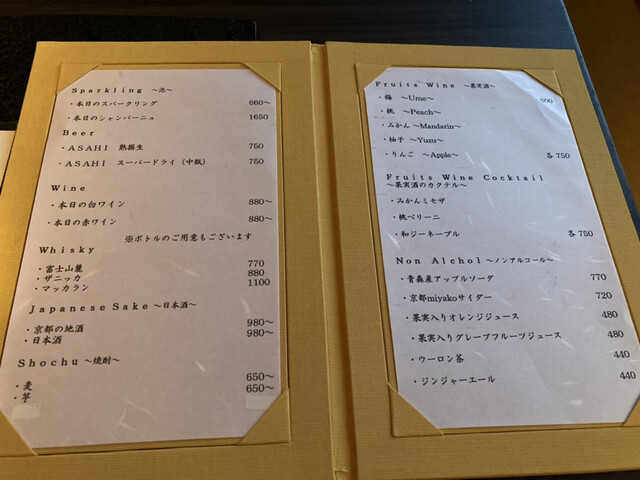 Sparkling ～泡～
・本日のスパークリング 660～
・本日のシャンパーニュ 1650
Beer
・ASAHI 熟撰生 750
・ASAHI スーパードライ（中瓶） 750
Wine
・本日の白ワイン 880～
・本日の赤ワイン 880～
※ボトルのご用意もございます
Whisky
・富士山麓 770
・ザニッカ 880
・マッカラン 1100
Japanese Sake ～日本酒～
・京都の地酒 980～
・日本酒 980～
Shochu ～焼酎～
・麦 650～
・芋 650～
Fruits Wine ～果実酒～
・梅 ～Ume～ 600
・桃 ～Peach～
・みかん ～Mandarin～
・柚子 ～Yuzu～
・りんご ～Apple～ 各750
Fruits Wine Cocktail
～果実酒のカクテル～
・みかんミモザ
・桃ベリーニ
・和ジーネーブル 各750
Non Alchol ～ノンアルコール～
・青森産アップルソーダ 770
・京都miyakoサイダー 720
・果実入りオレンジジュース 480
・果実入りグレープフルーツジュース 480
・ウーロン茶 440
・ジンジャーエール 440